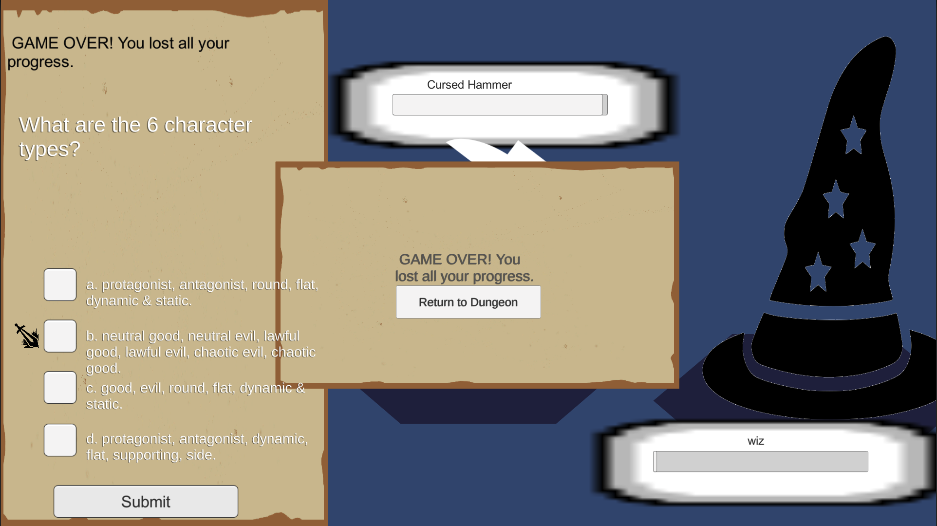 GAME OVER! You lost all your
progress.
What are the 6 character
types?
a. protagonist, antagonist, round, flat,
dynamic & static.
b. neutral good, neutral evil, lawful
good, lawful evil, chaotic evil, chaotic
good.
c. good, evil, round, flat, dynamic &
static.
d. protagonist, antagonist, dynamic,
flat, supporting, side.
Submit
Cursed Hammer
GAME OVER! You
lost all your progress.
Return to Dungeon
wiz